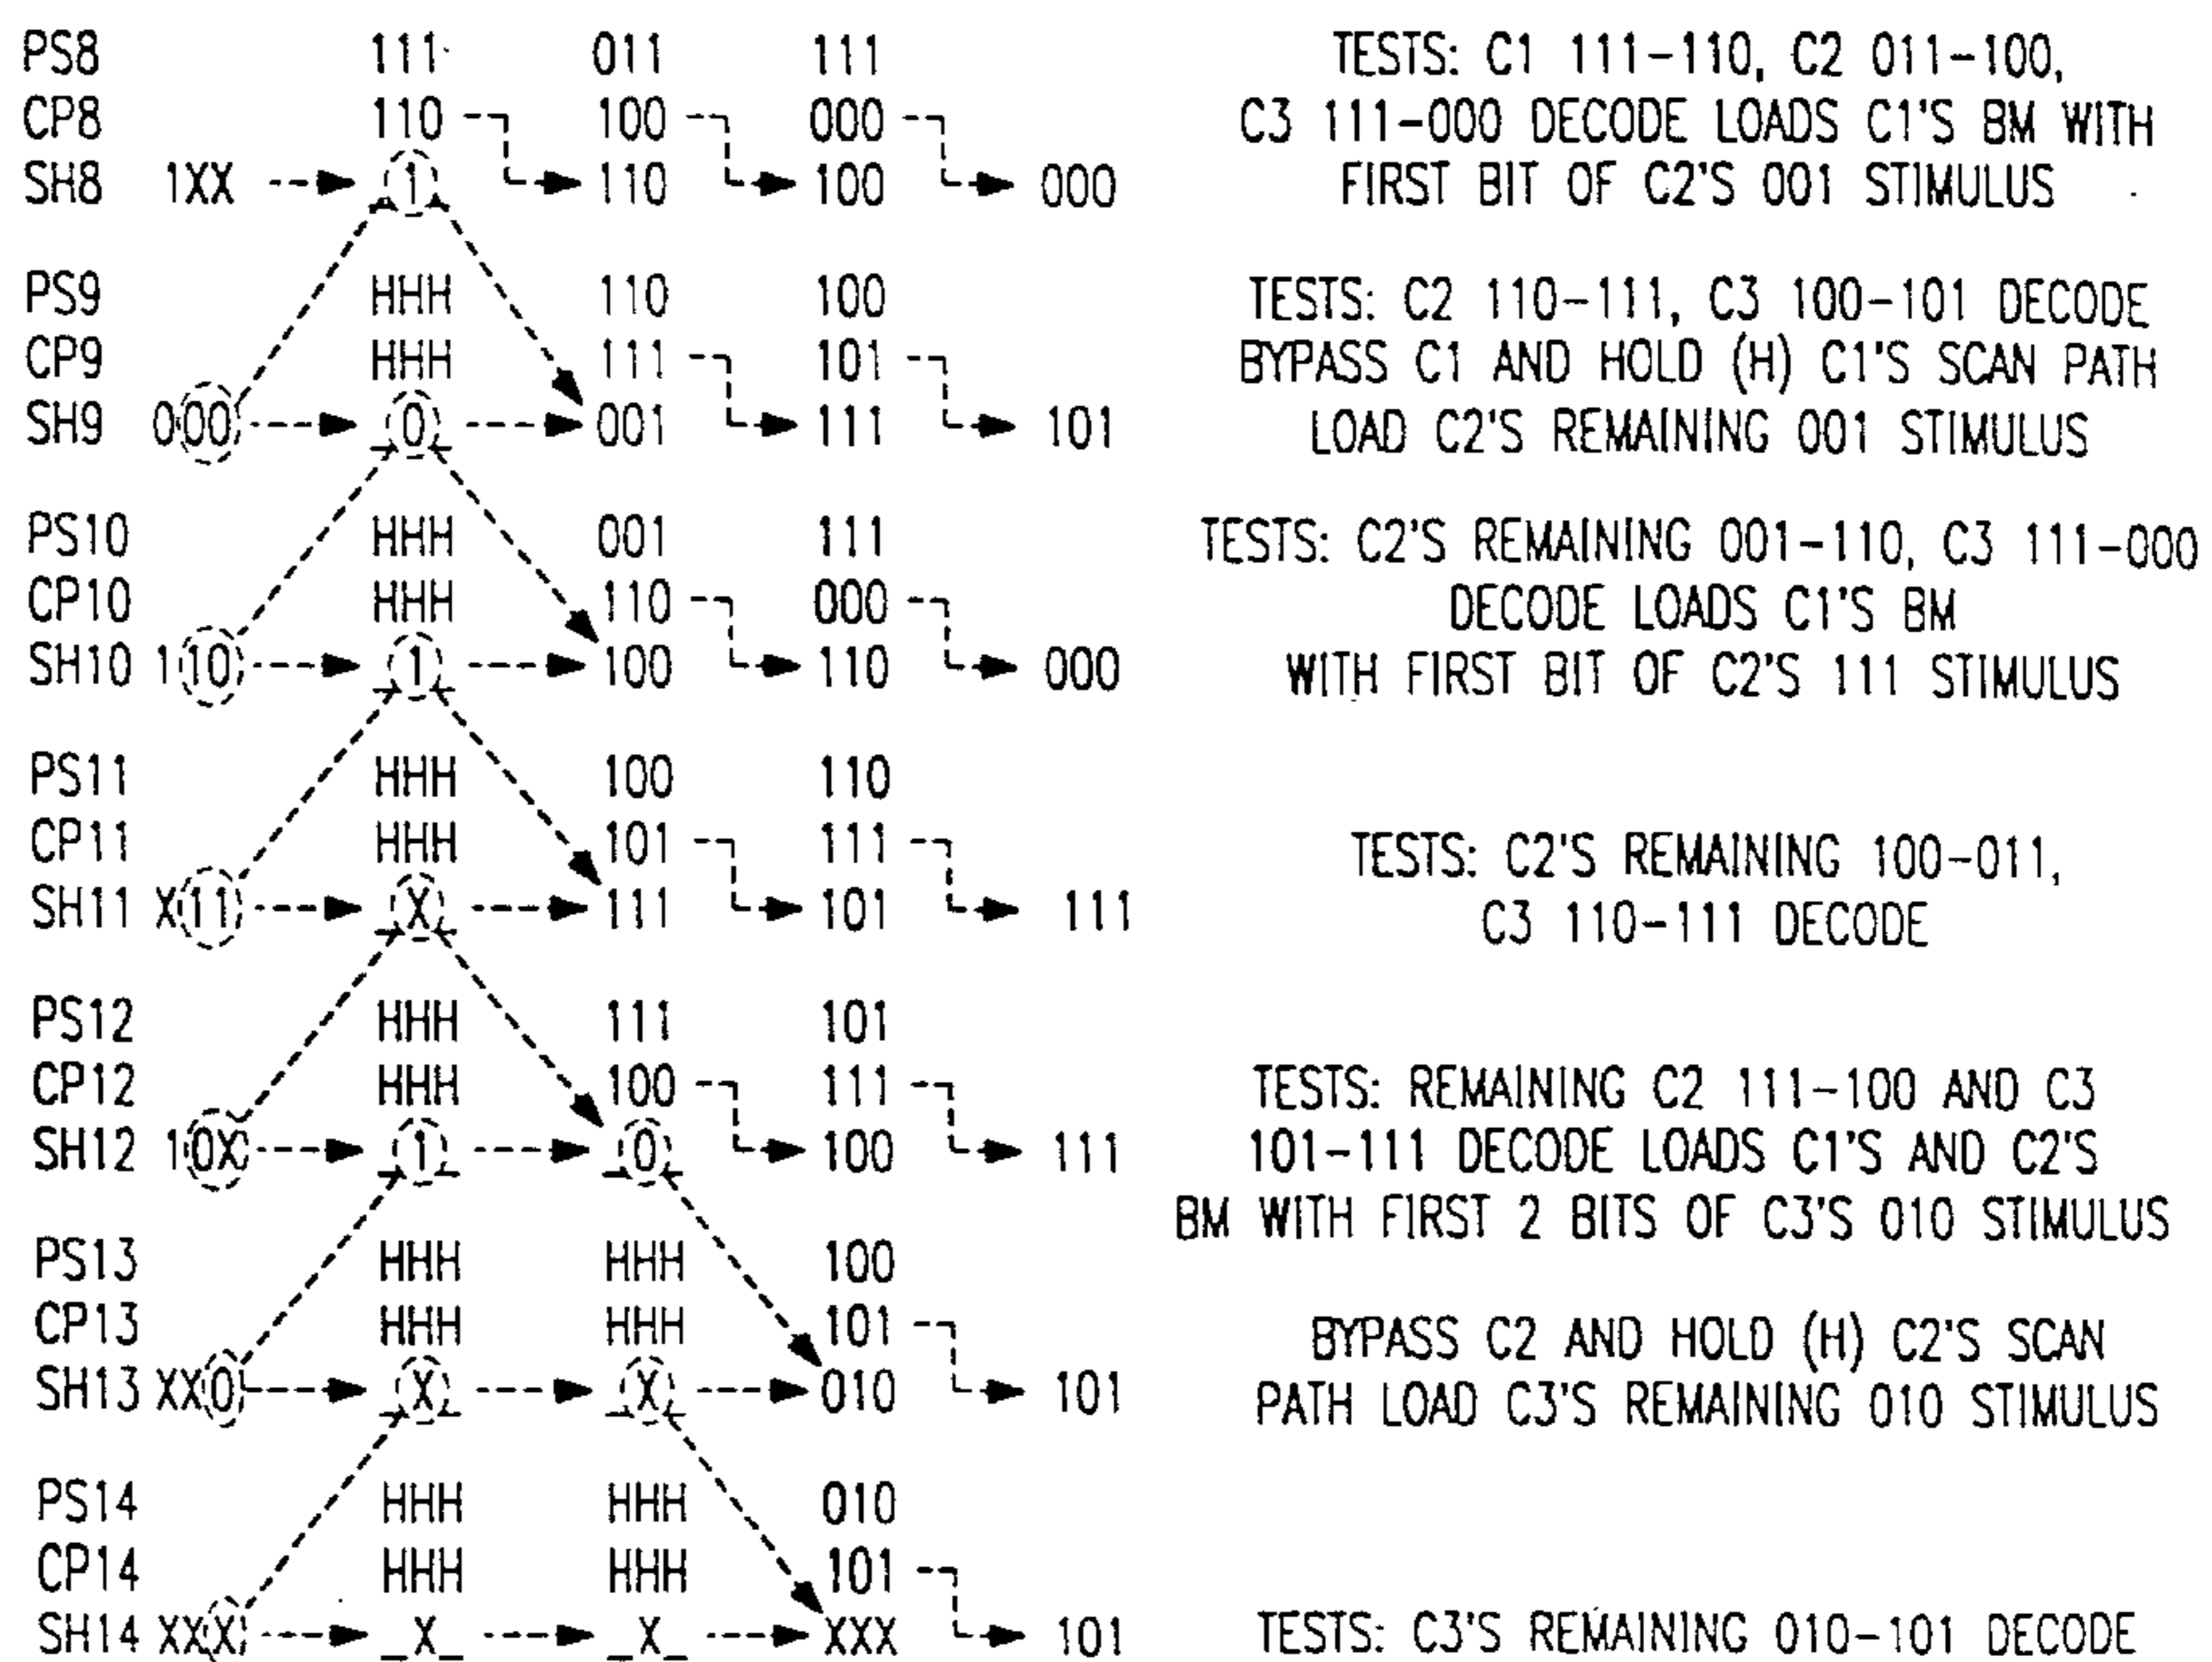 PS8 111 011 111 TESTS: C1 111-110, C2 011-100,
CP8 110 100 000 C3 111-000 DECODE LOADS C1'S BM WITH
SH8 1XX 1 110 100 000 FIRST BIT OF C2'S 001 STIMULUS
PS9 HHH 110 100 TESTS: C2 110-111, C3 100-101 DECODE
CP9 HHH 111 101 BYPASS C1 AND HOLD (H) C1'S SCAN PATH
SH9 000 0 001 111 101 LOAD C2'S REMAINING 001 STIMULUS
PS10 HHH 001 111 TESTS: C2'S REMAINING 001-110, C3 111-000
CP10 HHH 110 000 DECODE LOADS C1'S BM
SH10 110 1 100 110 000 WITH FIRST BIT OF C2'S 111 STIMULUS
PS11 HHH 100 110
CP11 HHH 101 111 TESTS: C2'S REMAINING 100-011,
SH11 X11 X 111 101 111 C3 110-111 DECODE
PS12 HHH 111 101
CP12 HHH 100 111 TESTS: REMAINING C2 111-100 AND C3
SH12 10X 1 0 100 111 101-111 DECODE LOADS C1'S AND C2'S
BM WITH FIRST 2 BITS OF C3'S 010 STIMULUS
PS13 HHH HHH 100
CP13 HHH HHH 101 BYPASS C2 AND HOLD (H) C2'S SCAN
SH13 XX0 X X 010 101 PATH LOAD C3'S REMAINING 010 STIMULUS
PS14 HHH HHH 010
CP14 HHH HHH 101
SH14 XXX _X_ _X_ XXX 101 TESTS: C3'S REMAINING 010-101 DECODE